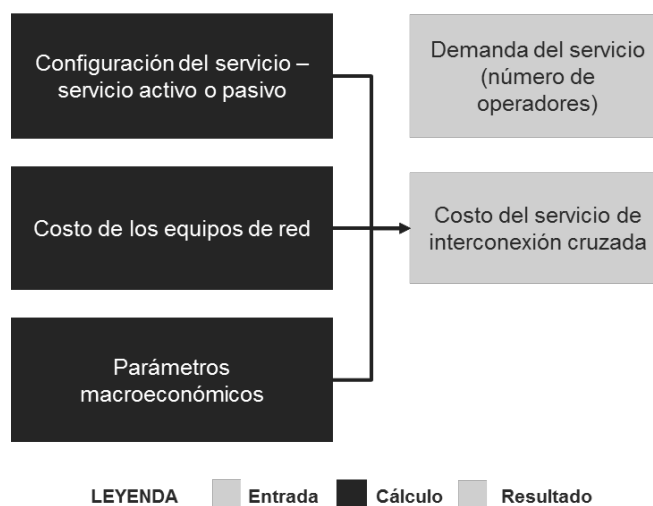 Configuración del servicio –
servicio activo o pasivo
Demanda del servicio
(número de
operadores)
Costo de los equipos de red
Costo del servicio de
interconexión cruzada
Parámetros
macroeconómicos
LEYENDA Entrada Cálculo Resultado